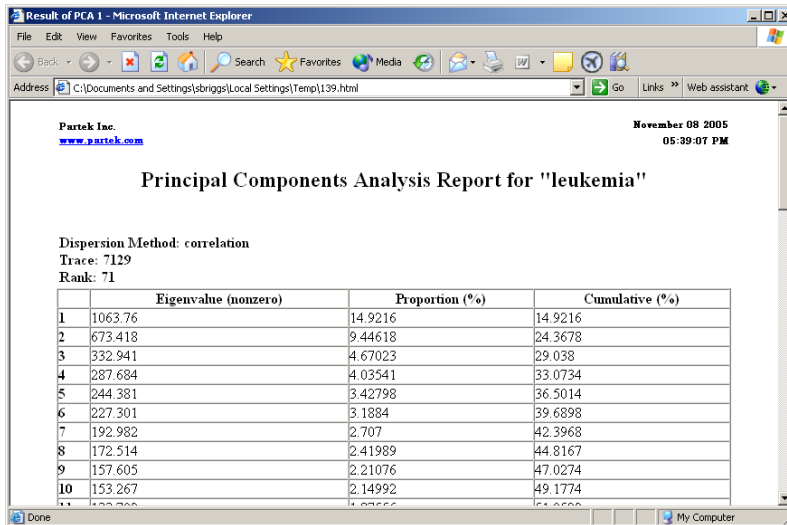 Result of PCA 1 - Microsoft Internet Explorer
File Edit View Favorites Tools Help
Back Search Favorites Media
Address C:\Documents and Settings\sbriggs\Local Settings\Temp\139.html Go Links » Web assistant
Partek Inc. November 08 2005
www.partek.com 05:39:07 PM
Principal Components Analysis Report for "leukemia"
Dispersion Method: correlation
Trace: 7129
Rank: 71
Eigenvalue (nonzero) Proportion (%) Cumulative (%)
1 1063.76 14.9216 14.9216
2 673.418 9.44618 24.3678
3 332.941 4.67023 29.038
4 287.684 4.03541 33.0734
5 244.381 3.42798 36.5014
6 227.301 3.1884 39.6898
7 192.982 2.707 42.3968
8 172.514 2.41989 44.8167
9 157.605 2.21076 47.0274
10 153.267 2.14992 49.1774
Done My Computer